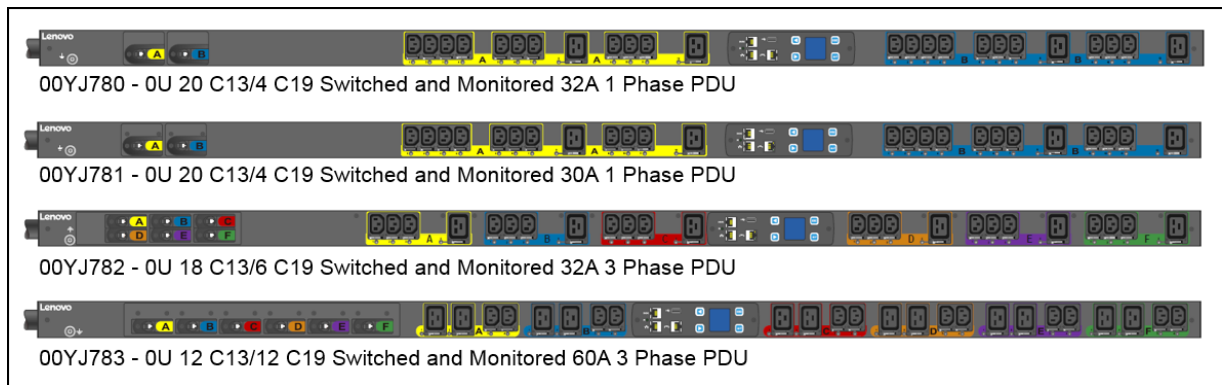 Lenovo
A B
A A B B
00YJ780 - 0U 20 C13/4 C19 Switched and Monitored 32A 1 Phase PDU
Lenovo
A B
A A B B
00YJ781 - 0U 20 C13/4 C19 Switched and Monitored 30A 1 Phase PDU
Lenovo
A B C
D E F
A B C D E F
00YJ782 - 0U 18 C13/6 C19 Switched and Monitored 32A 3 Phase PDU
Lenovo
A B C D E F
A B C D E F
00YJ783 - 0U 12 C13/12 C19 Switched and Monitored 60A 3 Phase PDU